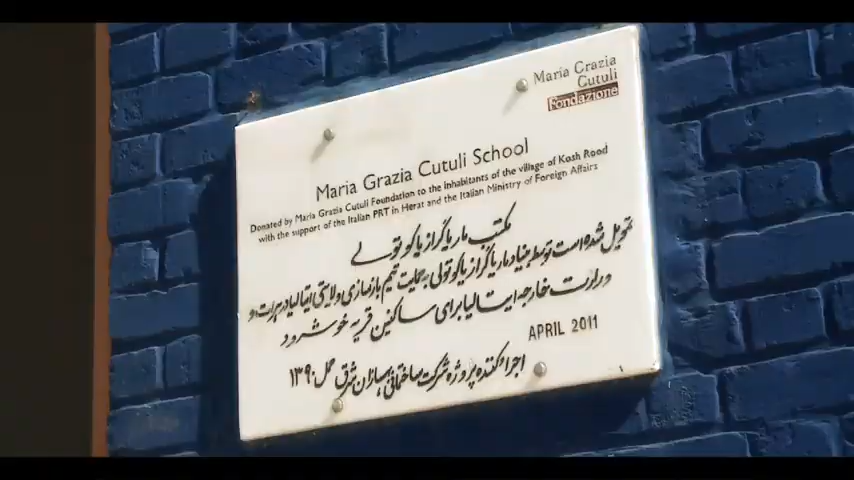 Maria Grazia
Cutuli
Fondazione
Maria Grazia Cutuli School
Donated by Maria Grazia Cutuli Foundation to the inhabitants of the village of Kosh Rood
with the support of the Italian PRT in Herat and the Italian Ministry of Foreign Affairs
مکتب ماریا گرازیا کوتولی
تحویل شده است توسط بنیاد ماریا گرازیا کوتولی به حمایت تیم بازسازی ولایتی ایتالیا در هرات و
وزارت خارجه ایتالیا برای ساکنین قریه خوشرود
APRIL 2011
اجرا کننده پروژه شرکت ساختمانی بهسازان شرق حمل ۱۳۹۰